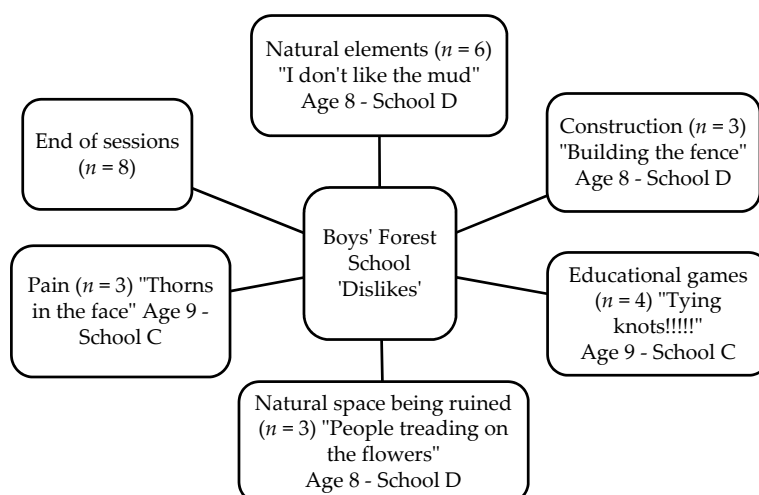 Natural elements (n = 6)
"I don't like the mud"
Age 8 - School D
End of sessions
(n = 8)
Construction (n = 3)
"Building the fence"
Age 8 - School D
Boys' Forest
School
'Dislikes'
Pain (n = 3) "Thorns
in the face" Age 9 -
School C
Educational games
(n = 4) "Tying
knots!!!!!"
Age 9 - School C
Natural space being ruined
(n = 3) "People treading on
the flowers"
Age 8 - School D